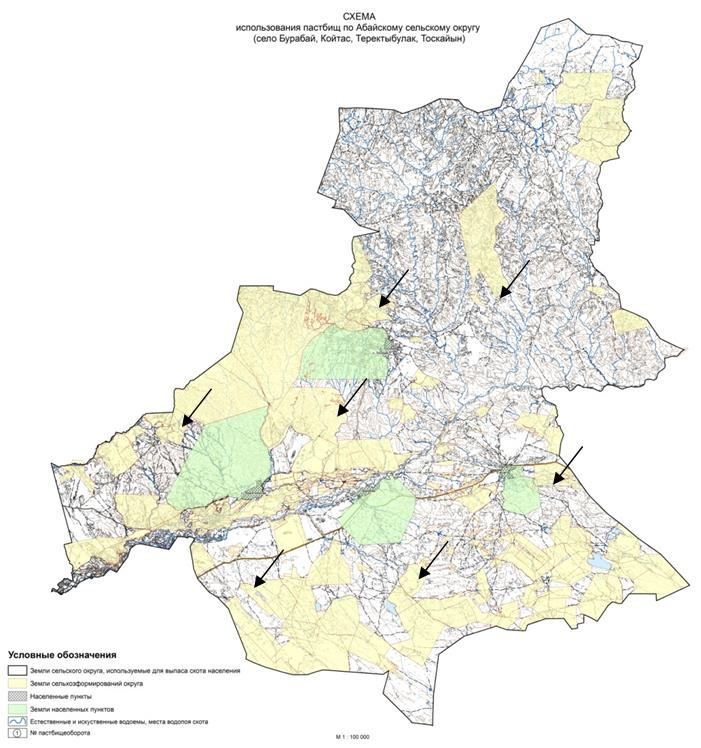 СХЕМА
использования пастбищ по Абайскому сельскому округу
(село Бурабай, Койтас, Теректыбулак, Тоскайын)
Условные обозначения
Земли сельского округа, используемые для выпаса скота населения
Земли сельхозформирований округа
Населенные пункты
Земли населенных пунктов
Естественные и искуственные водоемы, места водопоя скота
1 № пастбищеоборота
М 1 : 100 000